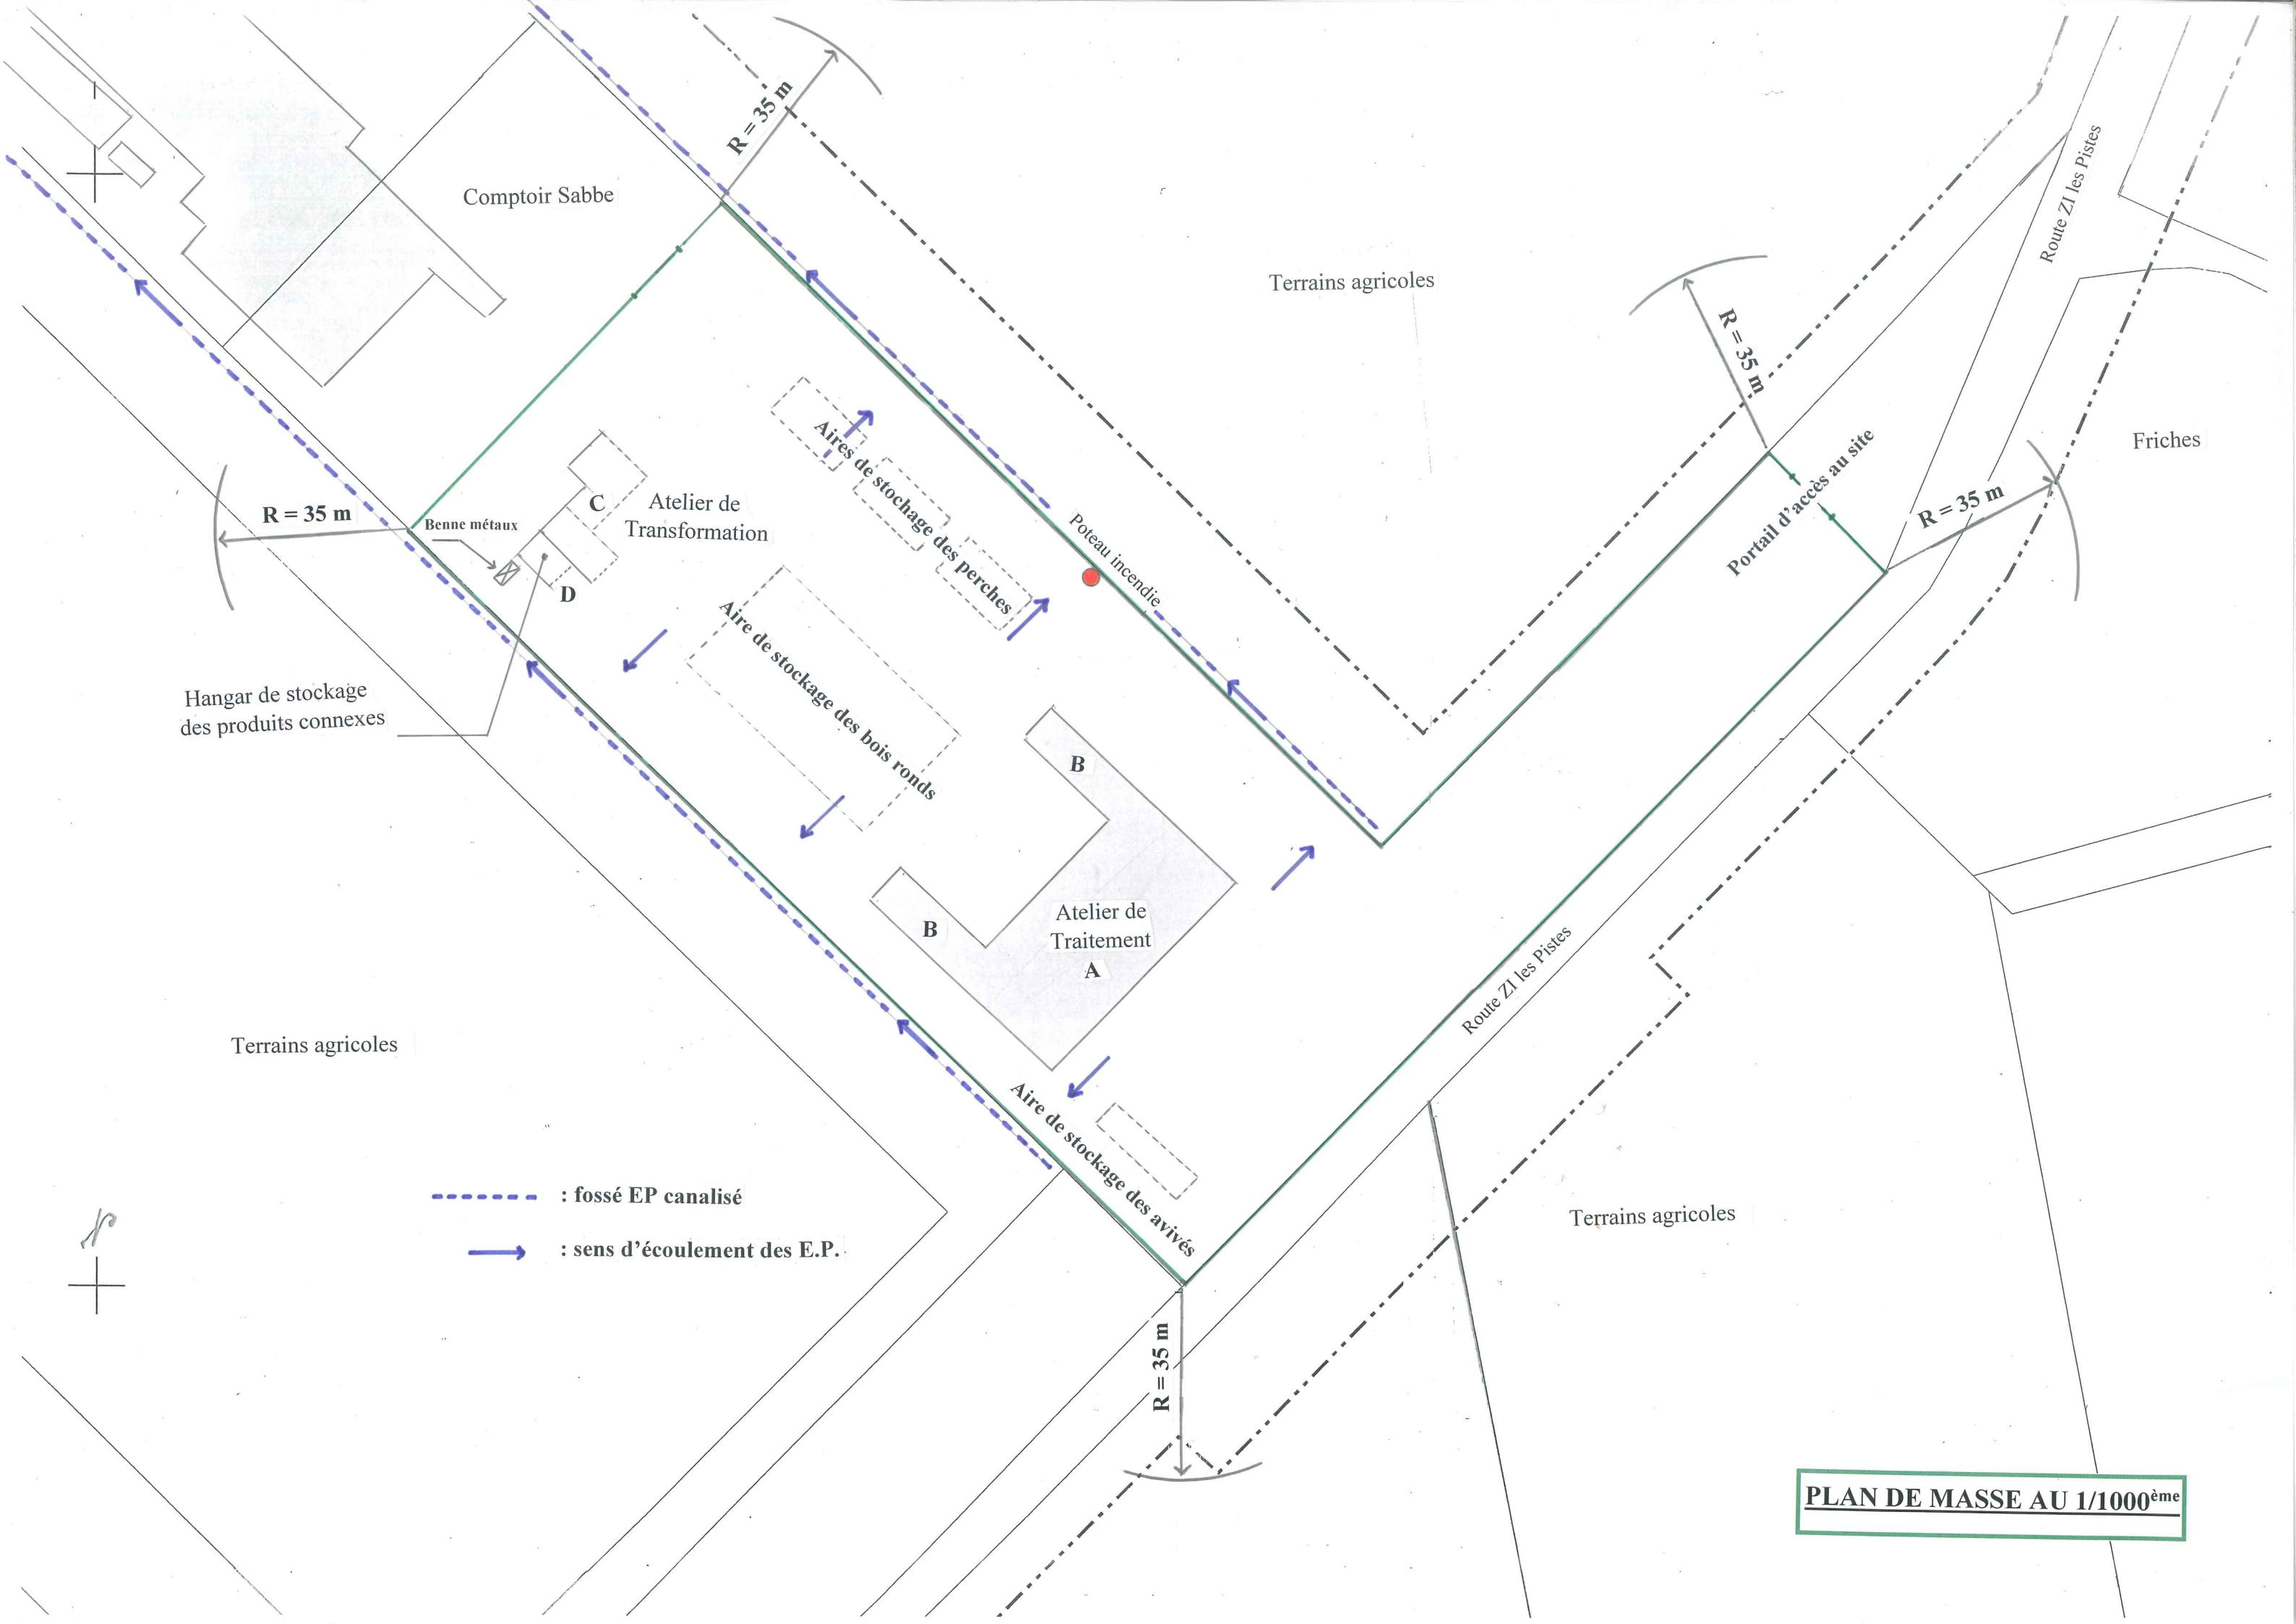 R = 35 m
Comptoir Sabbe
Route ZI les Pistes
Terrains agricoles
R = 35 m
Friches
Portail d'accès au site
R = 35 m
R = 35 m
Benne métaux
C
Atelier de
Transformation
D
Aires de stochage des perches
Poteau incendie
Aire de stockage des bois ronds
Hangar de stockage
des produits connexes
B
B
Atelier de
Traitement
A
Route ZI les Pistes
Terrains agricoles
Aire de stockage des avivés
: fossé EP canalisé
: sens d'écoulement des E.P.
Terrains agricoles
R = 35 m
PLAN DE MASSE AU 1/1000ème